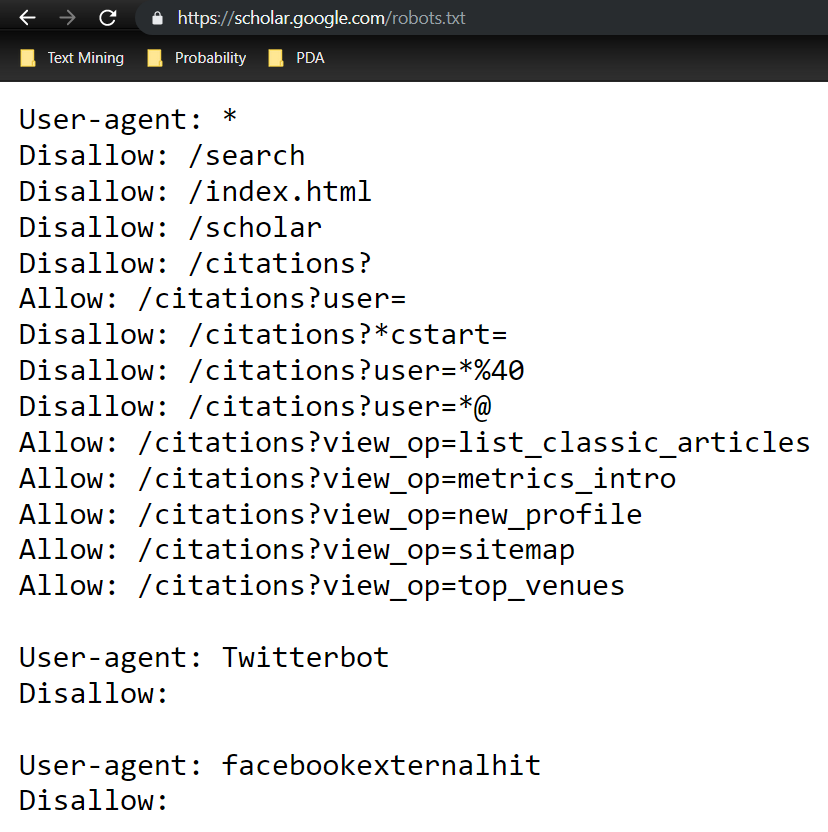 https://scholar.google.com/robots.txt
Text Mining Probability PDA
User-agent: *
Disallow: /search
Disallow: /index.html
Disallow: /scholar
Disallow: /citations?
Allow: /citations?user=
Disallow: /citations?*cstart=
Disallow: /citations?user=*%40
Disallow: /citations?user=*@
Allow: /citations?view_op=list_classic_articles
Allow: /citations?view_op=metrics_intro
Allow: /citations?view_op=new_profile
Allow: /citations?view_op=sitemap
Allow: /citations?view_op=top_venues
User-agent: Twitterbot
Disallow:
User-agent: facebookexternalhit
Disallow: